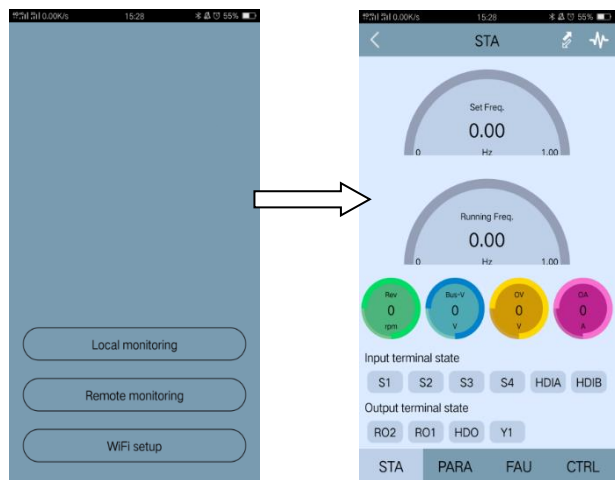 0.00K/s 15:28 55%
Local monitoring
Remote monitoring
WiFi setup
0.00K/s 15:28 55%
STA
Set Freq.
0.00
0 Hz 1.00
Running Freq.
0.00
0 Hz 1.00
Rev Bus-V OV OA
0 0 0 0
rpm V V A
Input terminal state
S1 S2 S3 S4 HDIA HDIB
Output terminal state
RO2 RO1 HDO Y1
STA PARA FAU CTRL